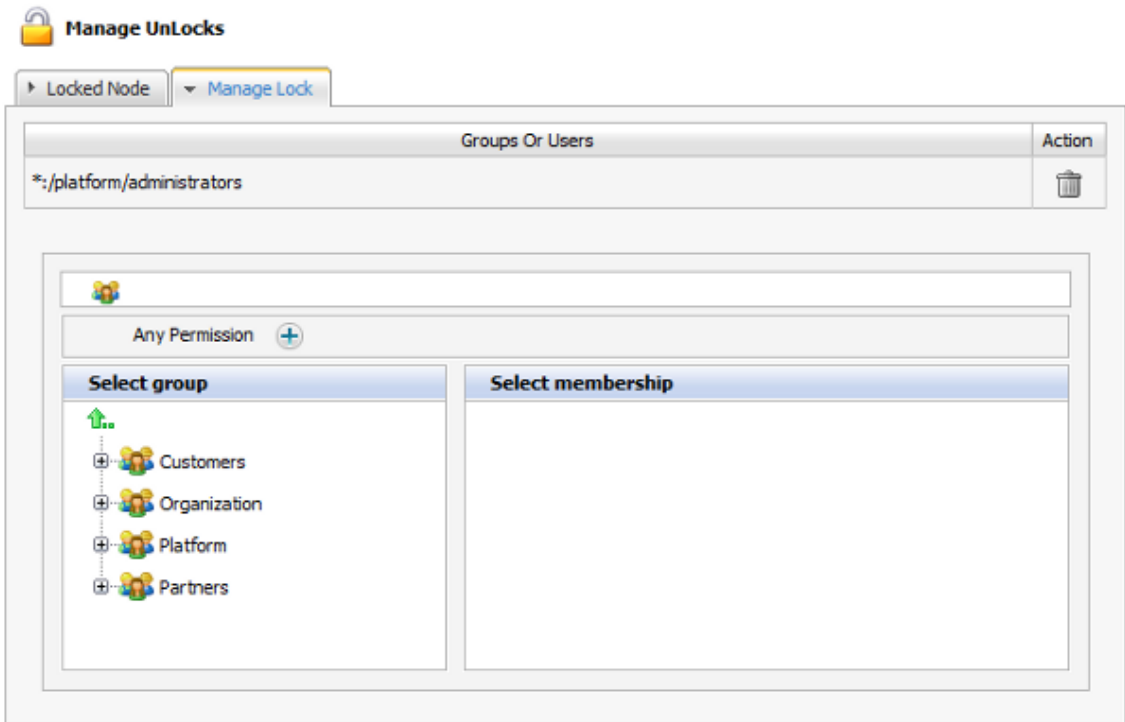 Manage UnLocks
Locked Node
Manage Lock
Groups Or Users
Action
*:/platform/administrators
Any Permission
Select group
Select membership
Customers
Organization
Platform
Partners